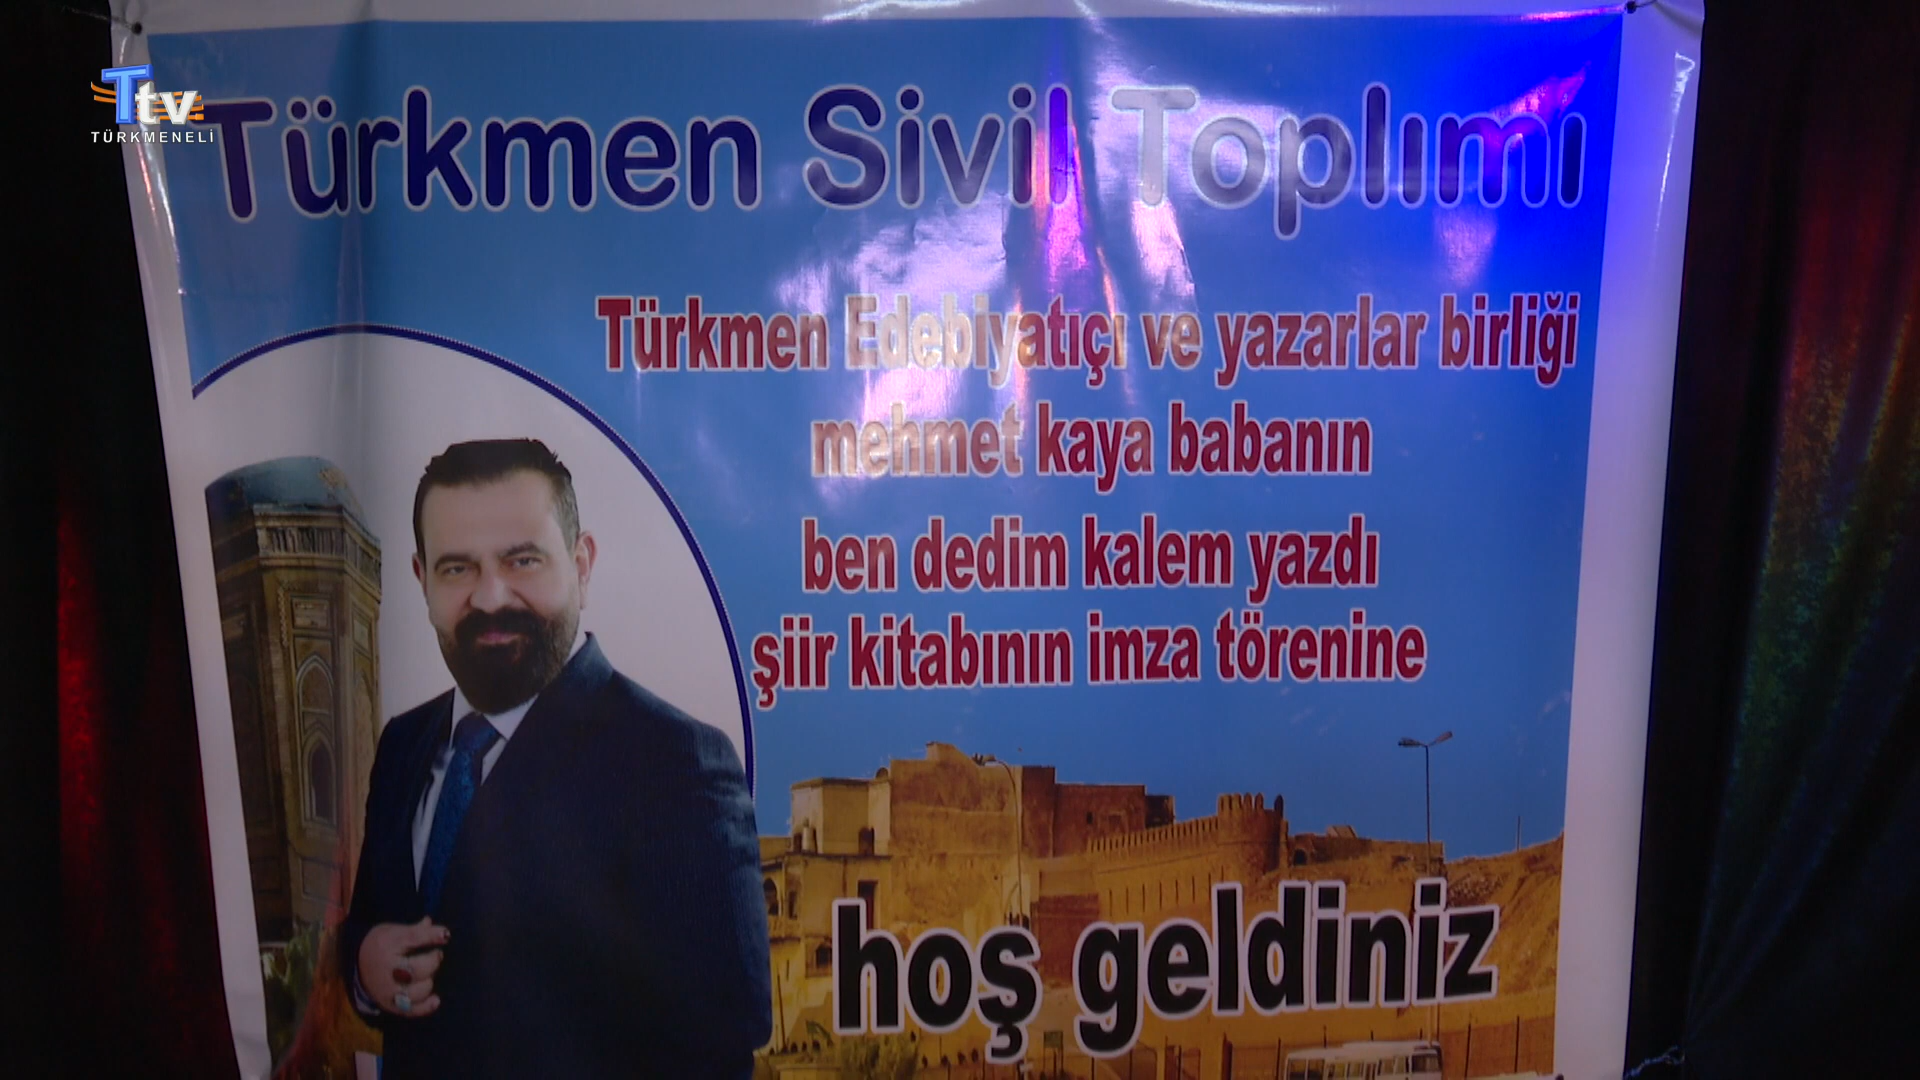 Ttv
TÜRKMENELİ
Türkmen Sivil Toplımı
Türkmen Edebiyatıçı ve yazarlar birliği
mehmet kaya babanın
ben dedim kalem yazdı
şiir kitabının imza törenine
hoş geldiniz